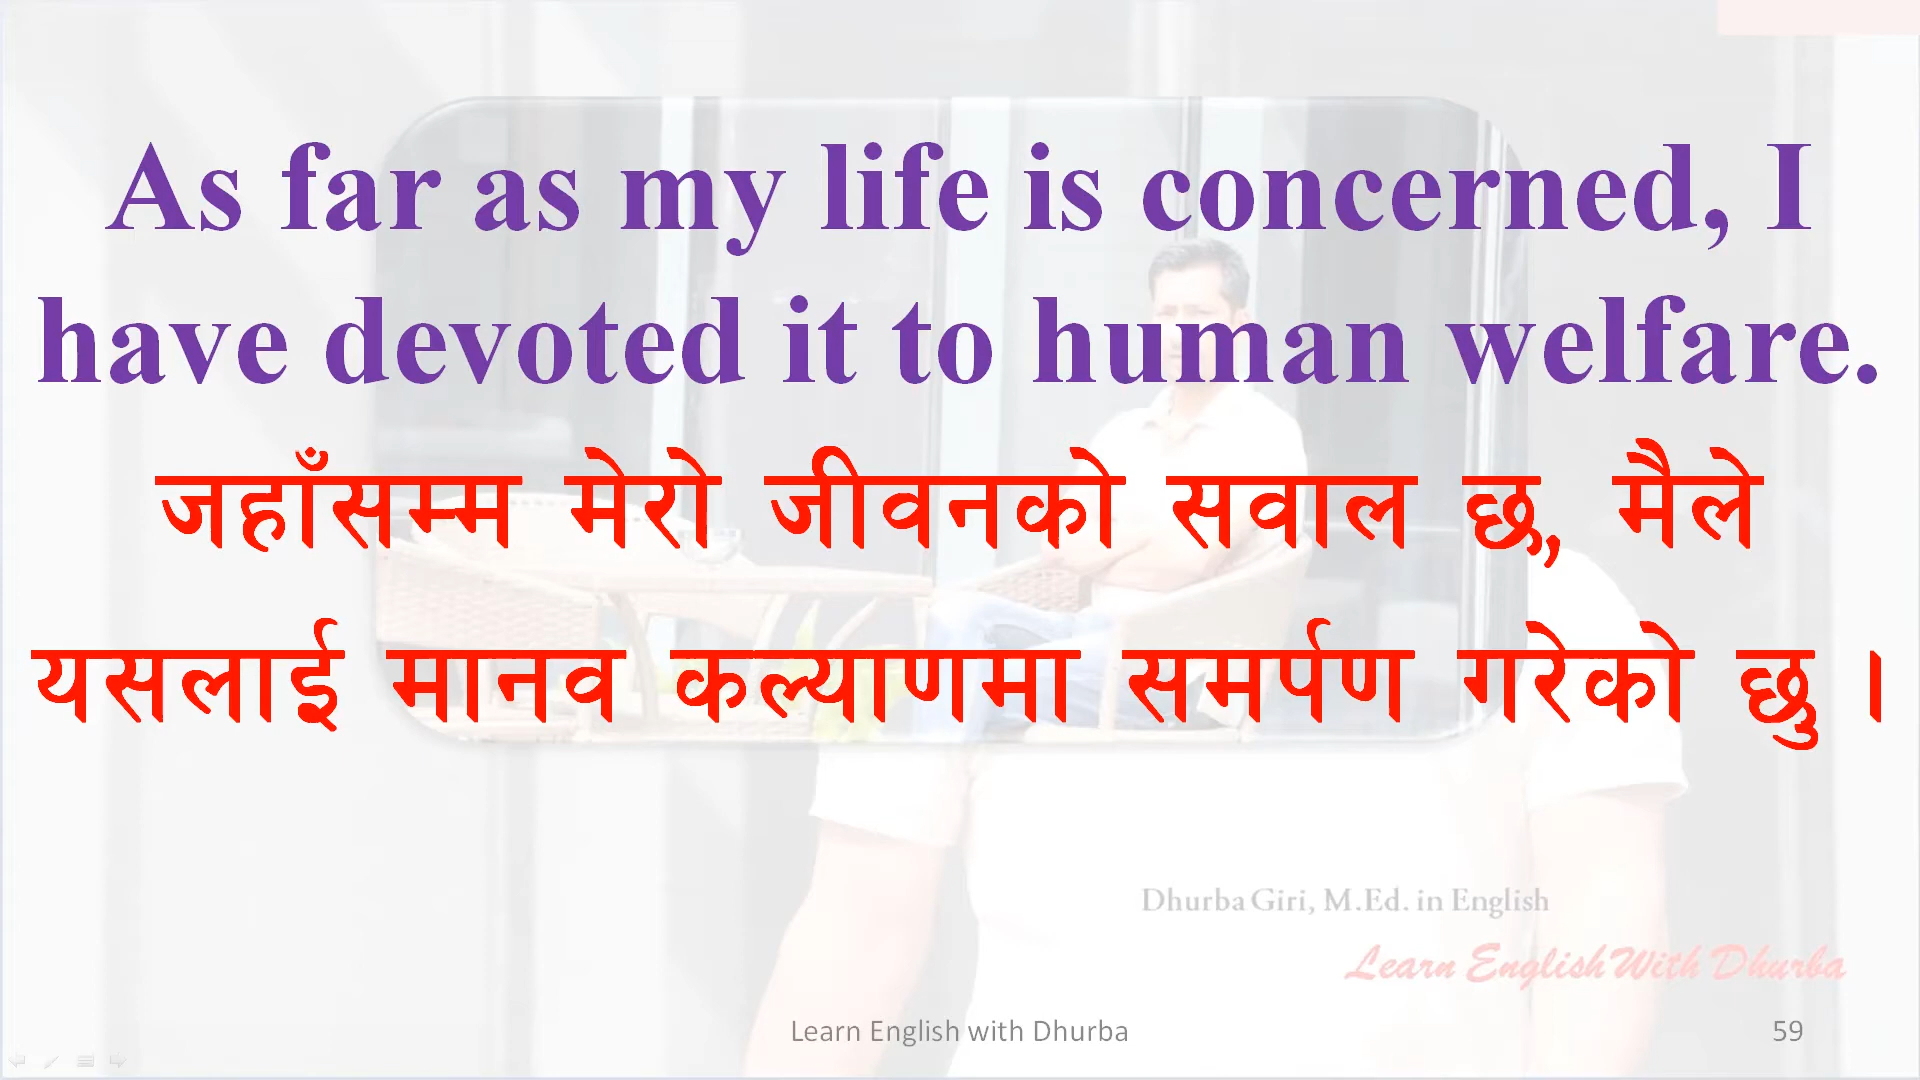 As far as my life is concerned, I
have devoted it to human welfare.
जहाँसम्म मेरो जीवनको सवाल छ, मैले
यसलाई मानव कल्याणमा समर्पण गरेको छु ।
Dhurba Giri, M.Ed. in English
Learn English With Dhurba
Learn English with Dhurba
59